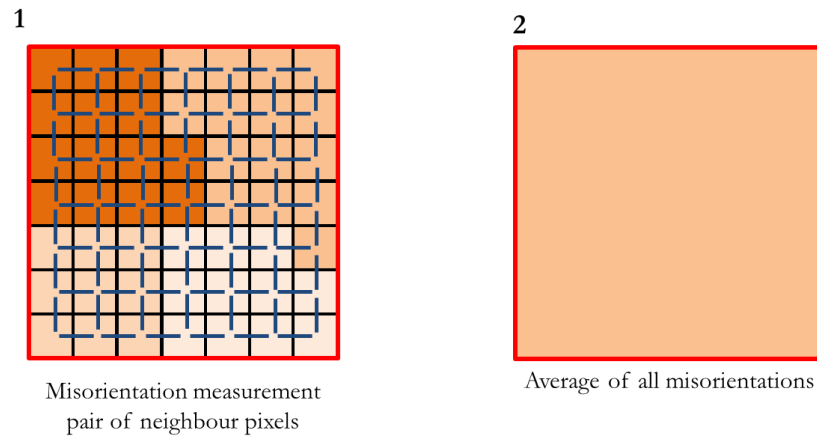 1
2
Misorientation measurement
pair of neighbour pixels
Average of all misorientations